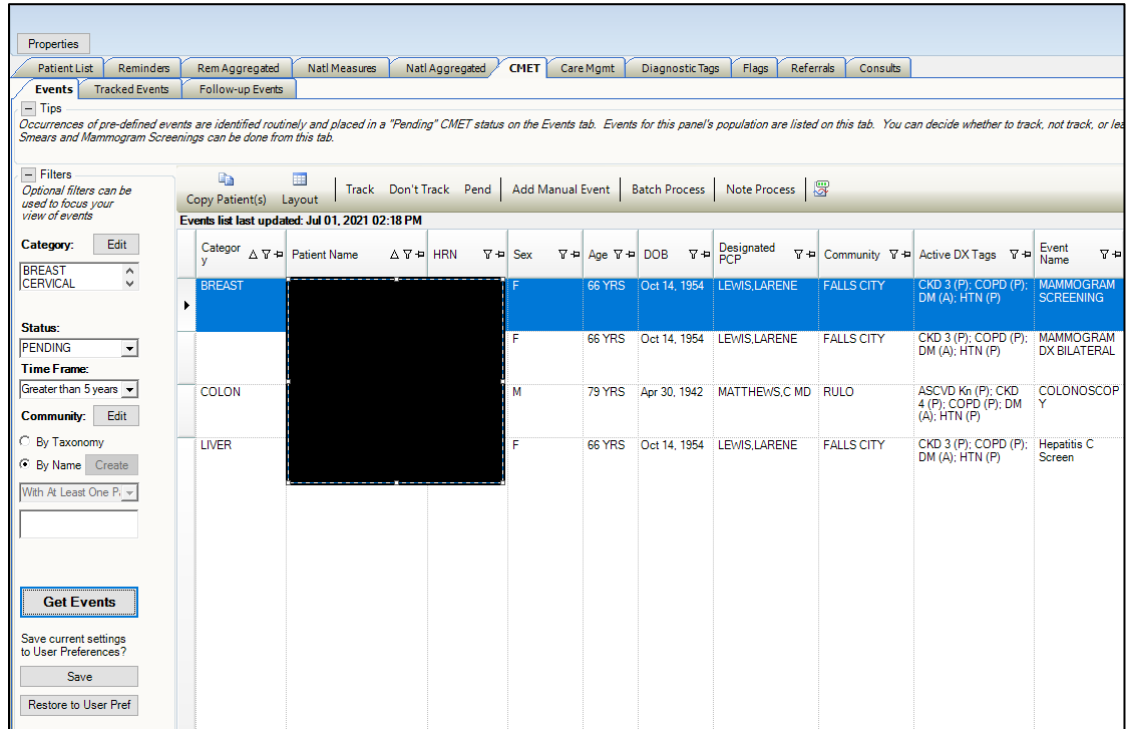 Properties
Patient List Reminders Rem Aggregated Natl Measures Natl Aggregated CMET Care Mgmt Diagnostic Tags Flags Referrals Consults
Events Tracked Events Follow-up Events
Tips
Occurrences of pre-defined events are identified routinely and placed in a "Pending" CMET status on the Events tab. Events for this panel's population are listed on this tab. You can decide whether to track, not track, or lea
Smears and Mammogram Screenings can be done from this tab.
Filters
Optional filters can be
used to focus your
view of events
Category: Edit
BREAST
CERVICAL
Status:
PENDING
Time Frame:
Greater than 5 years
Community: Edit
By Taxonomy
By Name Create
With At Least One P
Get Events
Save current settings
to User Preferences?
Save
Restore to User Pref
Copy Patient(s) Layout Track Don't Track Pend Add Manual Event Batch Process Note Process
Events list last updated: Jul 01, 2021 02:18 PM
Categor
y Patient Name HRN Sex Age DOB Designated
PCP Community Active DX Tags Event
Name
BREAST F 66 YRS Oct 14, 1954 LEWIS,LARENE FALLS CITY CKD 3 (P); COPD (P); MAMMOGRAM
DM (A); HTN (P) SCREENING
F 66 YRS Oct 14, 1954 LEWIS,LARENE FALLS CITY CKD 3 (P); COPD (P); MAMMOGRAM
DM (A); HTN (P) DX BILATERAL
COLON M 79 YRS Apr 30, 1942 MATTHEWS,C MD RULO ASCVD Kn (P); CKD COLONOSCOP
4 (P); COPD (P); DM Y
(A); HTN (P)
LIVER F 66 YRS Oct 14, 1954 LEWIS,LARENE FALLS CITY CKD 3 (P); COPD (P); Hepatitis C
DM (A); HTN (P) Screen